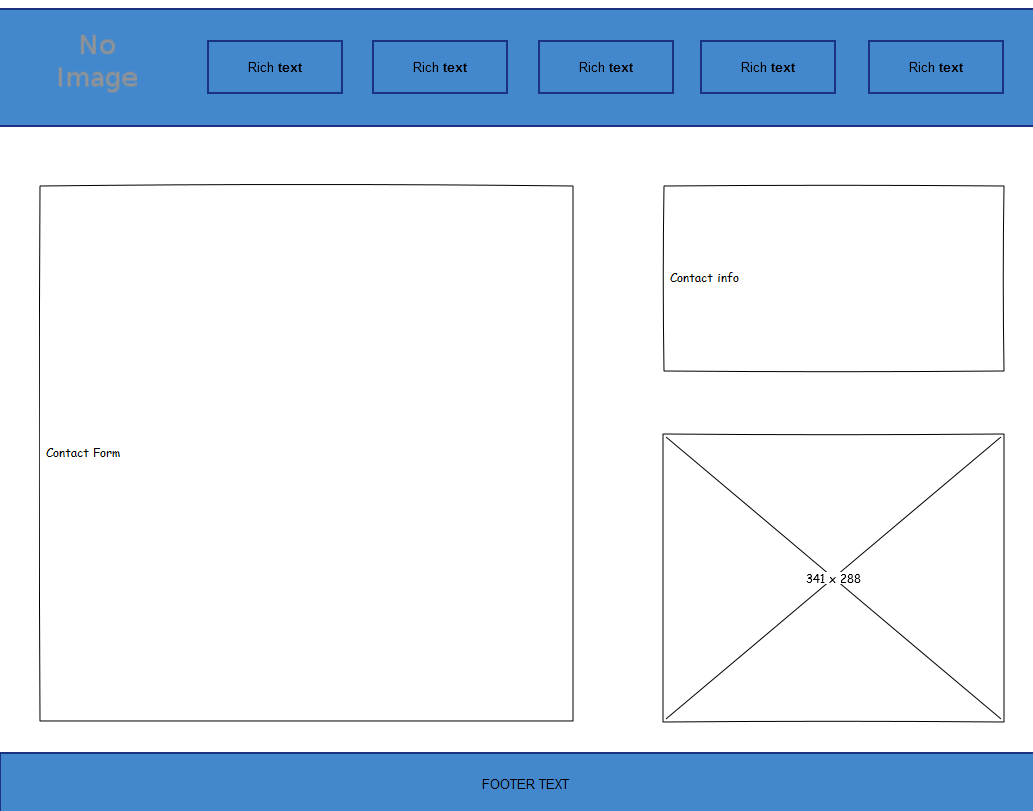 No
Image
Rich text
Rich text
Rich text
Rich text
Rich text
Contact info
Contact Form
341 x 288
FOOTER TEXT